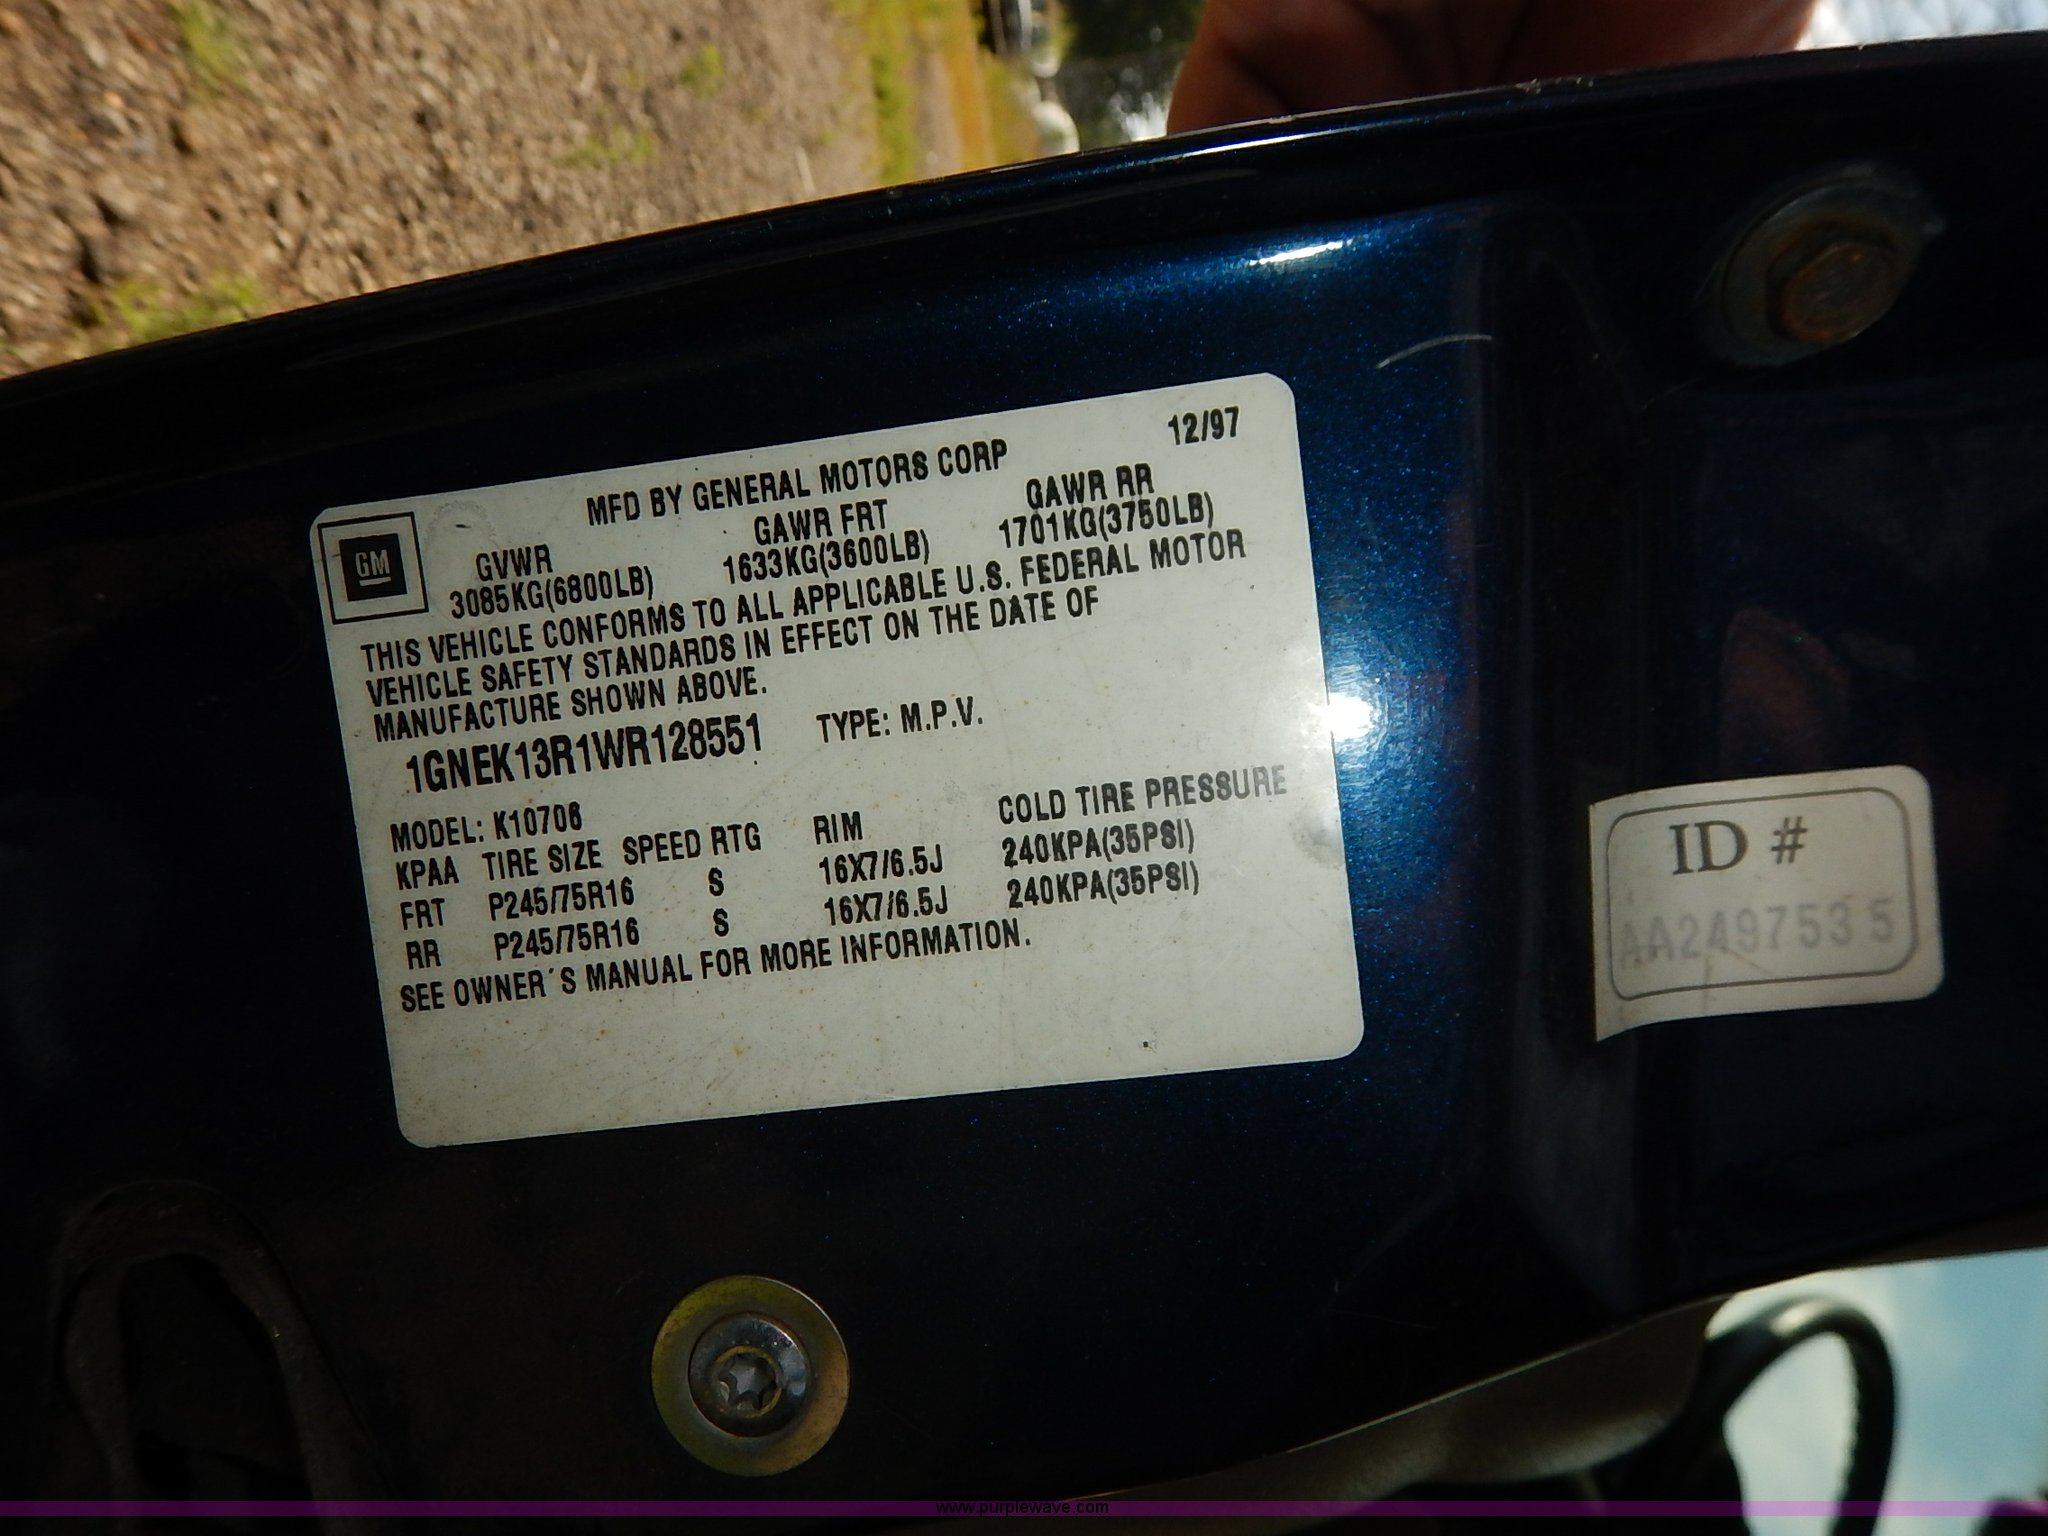 MFD BY GENERAL MOTORS CORP 12/97
GM
GVWR GAWR FRT GAWR RR
3085KG(6800LB) 1633KG(3600LB) 1701KG(3750LB)
THIS VEHICLE CONFORMS TO ALL APPLICABLE U.S. FEDERAL MOTOR
VEHICLE SAFETY STANDARDS IN EFFECT ON THE DATE OF
MANUFACTURE SHOWN ABOVE.
1GNEK13R1WR128551 TYPE: M.P.V.
MODEL: K10706
KPAA TIRE SIZE SPEED RTG RIM COLD TIRE PRESSURE
FRT P245/75R16 S 16X7/6.5J 240KPA(35PSI)
RR P245/75R16 S 16X7/6.5J 240KPA(35PSI)
SEE OWNER´S MANUAL FOR MORE INFORMATION.
ID #
AA2497535
www.purplewave.com